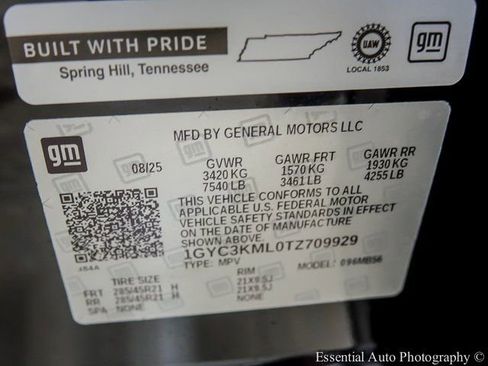 BUILT WITH PRIDE
Spring Hill, Tennessee
UAW
LOCAL 1853
gm
gm
MFD BY GENERAL MOTORS LLC
08/25 GVWR GAWR FRT GAWR RR
3420 KG 1570 KG 1930 KG
7540 LB 3461 LB 4255 LB
THIS VEHICLE CONFORMS TO ALL
APPLICABLE U.S. FEDERAL MOTOR
VEHICLE SAFETY STANDARDS IN EFFECT
ON THE DATE OF MANUFACTURE SHOWN ABOVE.
1GYC3KML0TZ709929
TYPE: MPV MODEL: 096MB56
TIRE SIZE RIM
FRT 285/45R21 H 21X9.5J
RR 285/45R21 H 21X9.5J
SPA NONE NONE
Essential Auto Photography ©